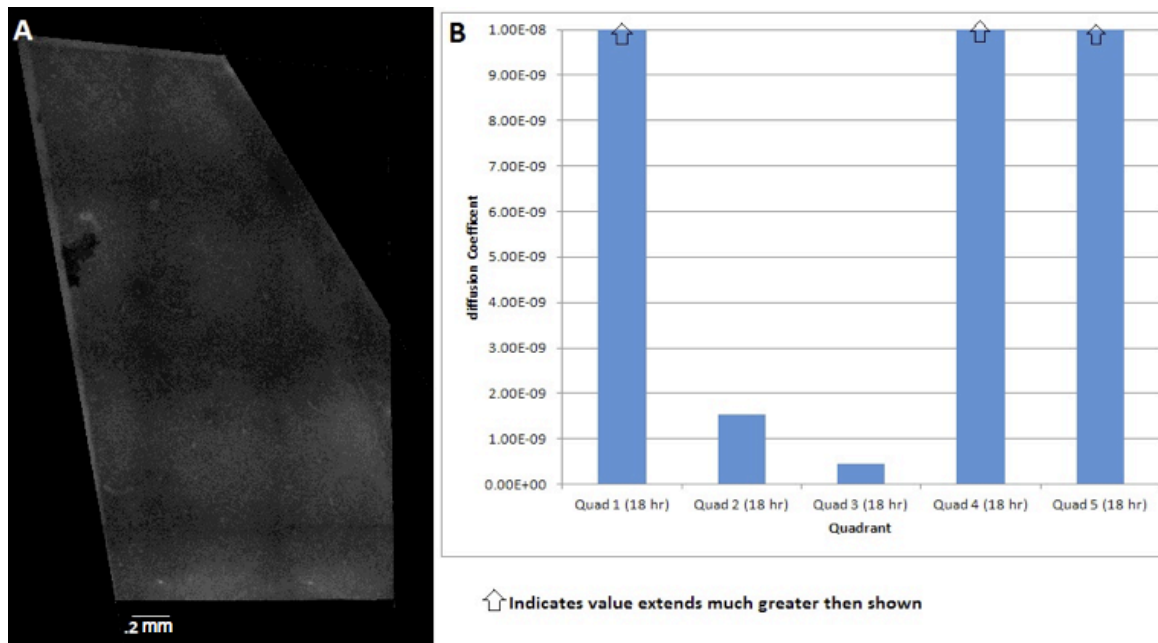 A
.2 mm
B
1.00E-08
9.00E-09
8.00E-09
7.00E-09
6.00E-09
5.00E-09
4.00E-09
3.00E-09
2.00E-09
1.00E-09
0.00E+00
diffusion Coefficent
Quad 1 (18 hr) Quad 2 (18 hr) Quad 3 (18 hr) Quad 4 (18 hr) Quad 5 (18 hr)
Quadrant
Indicates value extends much greater then shown